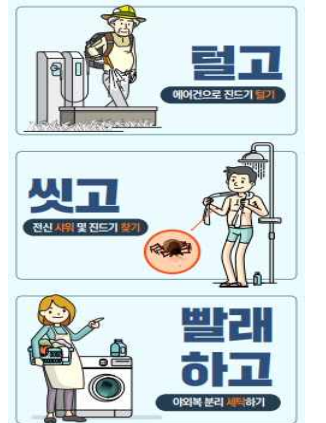 털고
에어건으로 진드기 털기
씻고
전신 샤워 및 진드기 찾기
빨래
하고
야외복 분리 세탁하기